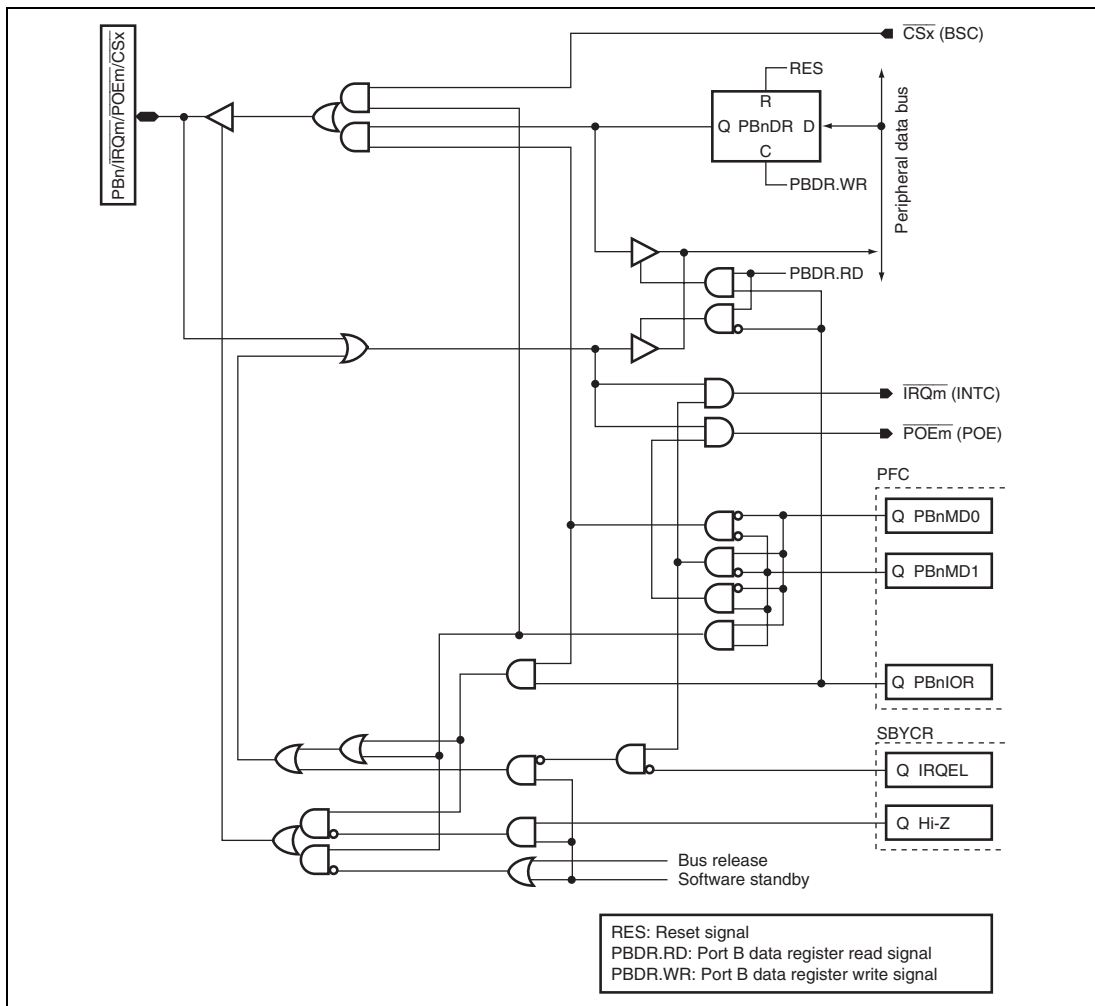 PBn/IRQm/POEm/CSx
CSx (BSC)
RES
R
Q PBnDR D
C
PBDR.WR
Peripheral data bus
PBDR.RD
IRQm (INTC)
POEm (POE)
PFC
Q PBnMD0
Q PBnMD1
Q PBnIOR
SBYCR
Q IRQEL
Q Hi-Z
Bus release
Software standby
RES: Reset signal
PBDR.RD: Port B data register read signal
PBDR.WR: Port B data register write signal